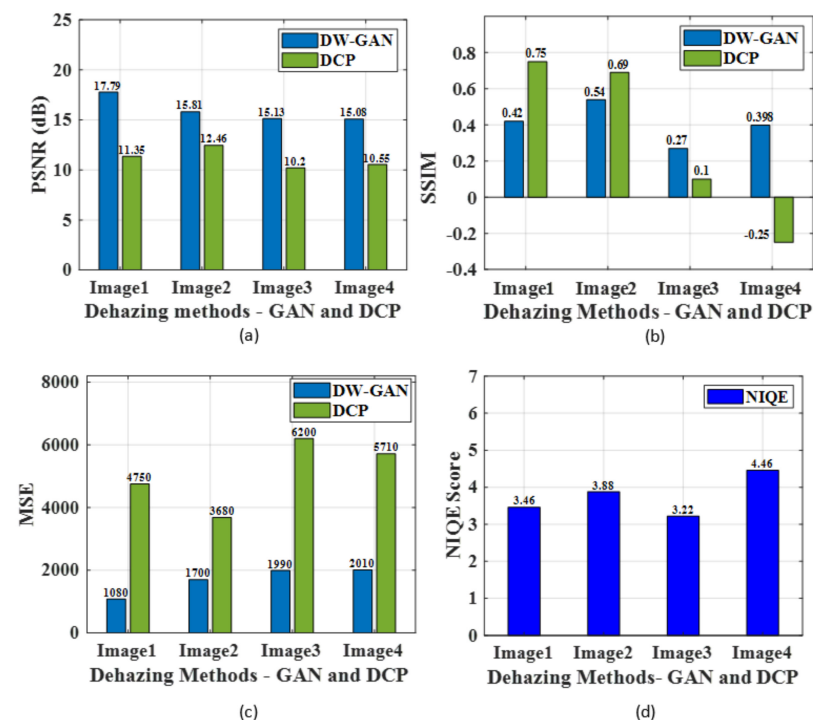 25
20
15
10
5
0
PSNR (dB)
DW-GAN
DCP
17.79
11.35
15.81
12.46
15.13
10.2
15.08
10.55
Image1 Image2 Image3 Image4
Dehazing methods - GAN and DCP
(a)
0.8
0.6
0.4
0.2
0
-0.2
-0.4
SSIM
DW-GAN
DCP
0.42
0.75
0.54
0.69
0.27
0.1
0.398
-0.25
Image1 Image2 Image3 Image4
Dehazing Methods - GAN and DCP
(b)
8000
6000
4000
2000
0
MSE
DW-GAN
DCP
1080
4750
1700
3680
1990
6200
2010
5710
Image1 Image2 Image3 Image4
Dehazing Methods - GAN and DCP
(c)
7
6
5
4
3
2
1
0
NIQE Score
NIQE
3.46
3.88
3.22
4.46
Image1 Image2 Image3 Image4
Dehazing Methods- GAN and DCP
(d)